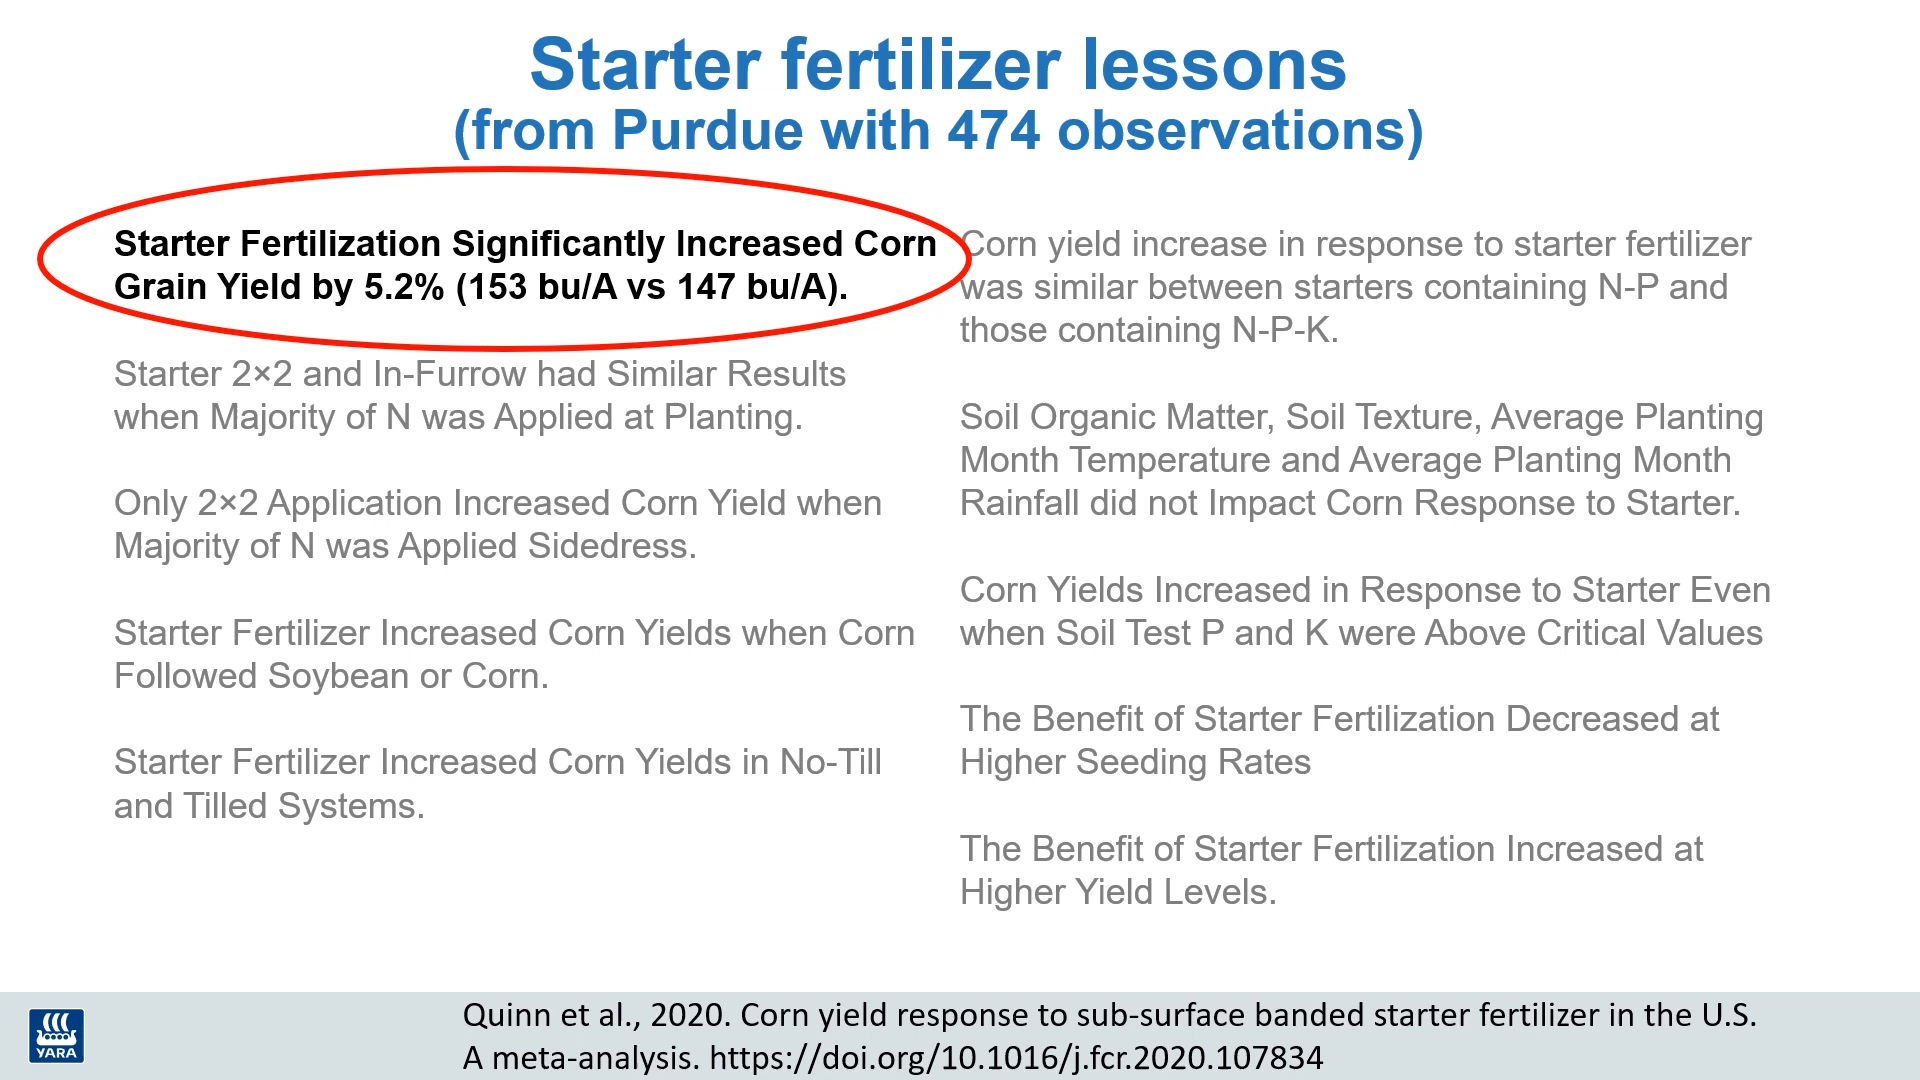 Starter fertilizer lessons
(from Purdue with 474 observations)
Starter Fertilization Significantly Increased Corn
Grain Yield by 5.2% (153 bu/A vs 147 bu/A).
Starter 2×2 and In-Furrow had Similar Results
when Majority of N was Applied at Planting.
Only 2×2 Application Increased Corn Yield when
Majority of N was Applied Sidedress.
Starter Fertilizer Increased Corn Yields when Corn
Followed Soybean or Corn.
Starter Fertilizer Increased Corn Yields in No-Till
and Tilled Systems.
Corn yield increase in response to starter fertilizer
was similar between starters containing N-P and
those containing N-P-K.
Soil Organic Matter, Soil Texture, Average Planting
Month Temperature and Average Planting Month
Rainfall did not Impact Corn Response to Starter.
Corn Yields Increased in Response to Starter Even
when Soil Test P and K were Above Critical Values
The Benefit of Starter Fertilization Decreased at
Higher Seeding Rates
The Benefit of Starter Fertilization Increased at
Higher Yield Levels.
YARA
Quinn et al., 2020. Corn yield response to sub-surface banded starter fertilizer in the U.S.
A meta-analysis. https://doi.org/10.1016/j.fcr.2020.107834